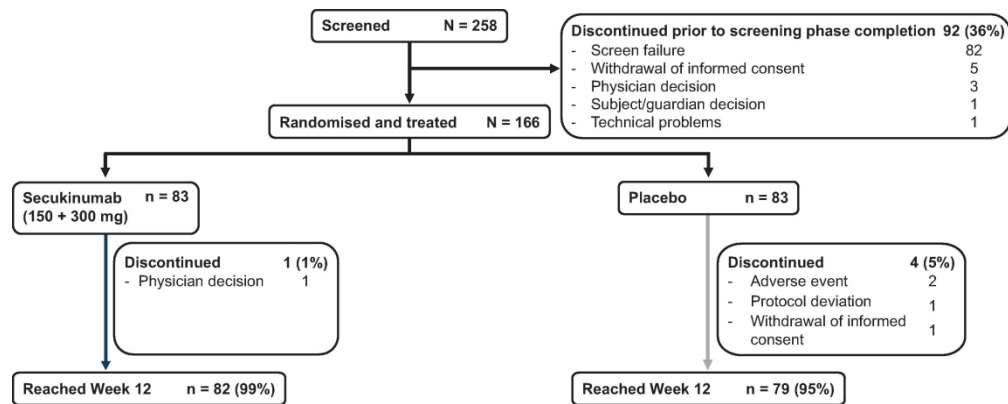 Screened N = 258
Discontinued prior to screening phase completion 92 (36%)
- Screen failure 82
- Withdrawal of informed consent 5
- Physician decision 3
- Subject/guardian decision 1
- Technical problems 1
Randomised and treated N = 166
Secukinumab n = 83
(150 + 300 mg)
Placebo n = 83
Discontinued 1 (1%)
- Physician decision 1
Discontinued 4 (5%)
- Adverse event 2
- Protocol deviation 1
- Withdrawal of informed 1
consent
Reached Week 12 n = 82 (99%)
Reached Week 12 n = 79 (95%)